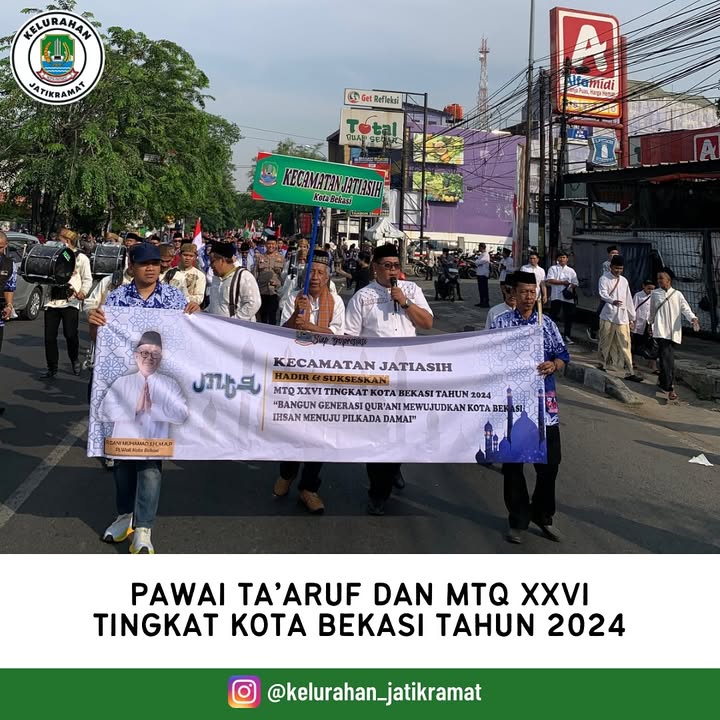 KELURAHAN
JATIKRAMAT
Get Refleksi
Total
BUAH SEGAR
A
Alfamidi
KECAMATAN JATIASIH
Kota Bekasi
KECAMATAN JATIASIH
HADIR & SUKSESKAN
MTQ XXVI TINGKAT KOTA BEKASI TAHUN 2024
"BANGUN GENERASI QUR'ANI MEWUJUDKAN KOTA BEKASI
IHSAN MENUJU PILKADA DAMAI"
PAWAI TA'ARUF DAN MTQ XXVI
TINGKAT KOTA BEKASI TAHUN 2024
@kelurahan_jatikramat